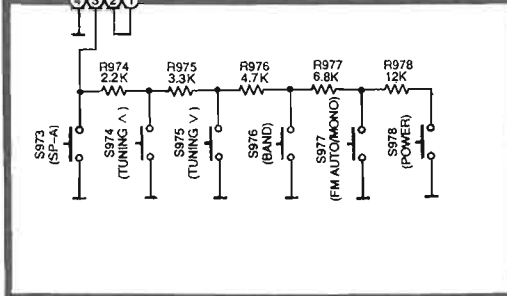 4 3 2 1
R974 R975 R976 R977 R978
2.2K 3.3K 4.7K 6.8K 12K
S973
(SP-A)
S974
(TUNING ∧)
S975
(TUNING ∨)
S976
(BAND)
S977
(FM AUTO/MONO)
S978
(POWER)